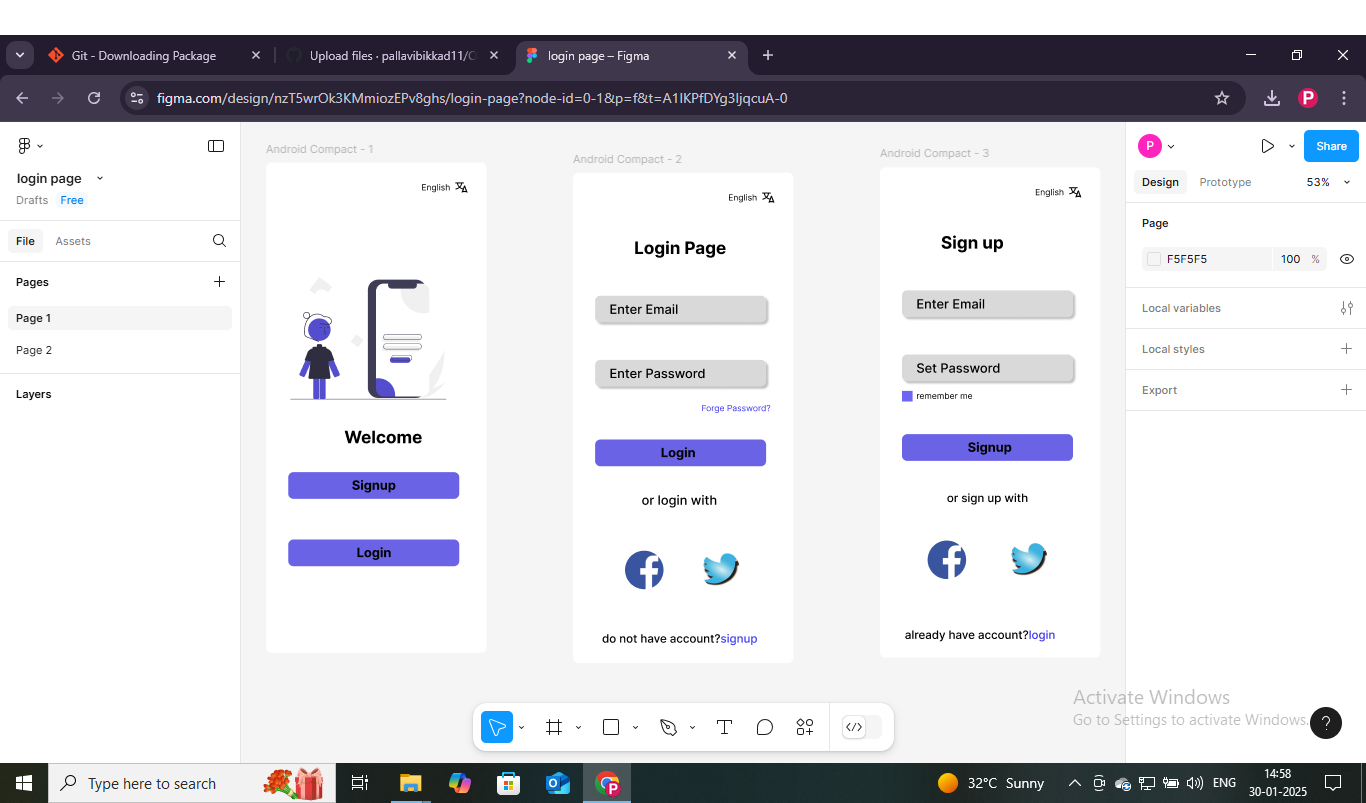 Git - Downloading Package
Upload files · pallavibikkad11/O
login page – Figma
figma.com/design/nzT5wrOk3KMmiozEPv8ghs/login-page?node-id=0-1&p=f&t=A1IKPfDYg3IjqcuA-0
P
login page
Drafts Free
File Assets
Pages
Page 1
Page 2
Layers
Android Compact - 1
English
Welcome
Signup
Login
Android Compact - 2
English
Login Page
Enter Email
Enter Password
Forge Password?
Login
or login with
do not have account?signup
Android Compact - 3
English
Sign up
Enter Email
Set Password
remember me
Signup
or sign up with
already have account?login
P
Share
Design Prototype 53%
Page
F5F5F5 100 %
Local variables
Local styles
Export
Activate Windows
Go to Settings to activate Windows.
?
Type here to search
P
32°C Sunny
ENG
14:58
30-01-2025